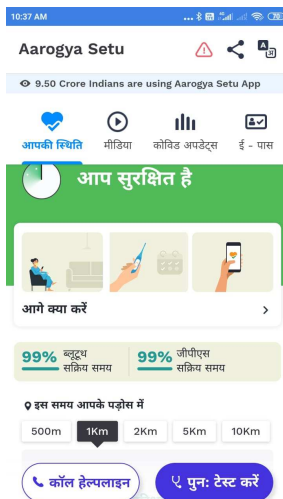 10:37 AM
Aarogya Setu
9.50 Crore Indians are using Aarogya Setu App
आपकी स्थिति मीडिया कोविड अपडेट्स ई - पास
आप सुरक्षित है
आगे क्या करें
99% ब्लूटूथ सक्रिय समय 99% जीपीएस सक्रिय समय
इस समय आपके पड़ोस में
500m 1Km 2Km 5Km 10Km
कॉल हेल्पलाइन पुन: टेस्ट करें